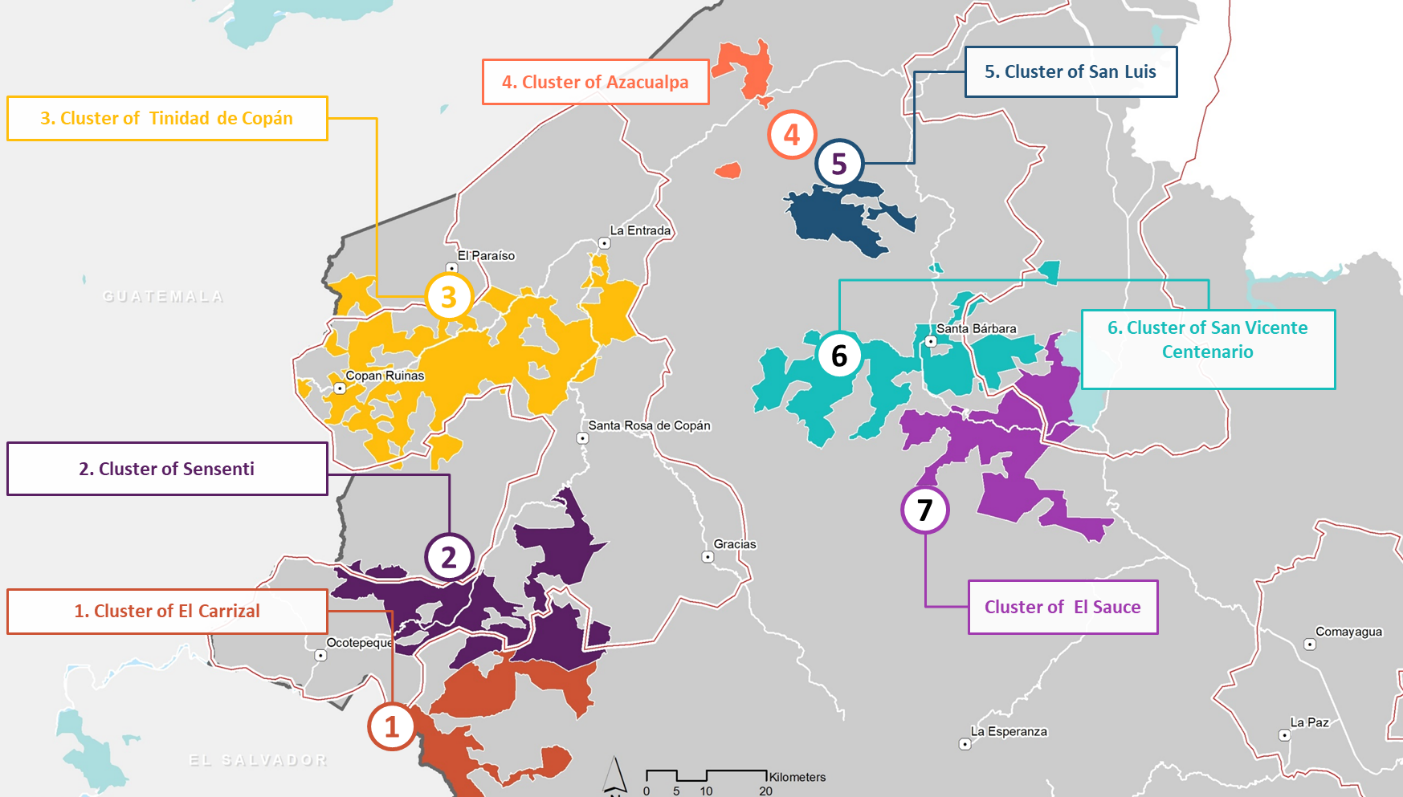 4. Cluster of Azacualpa
5. Cluster of San Luis
3. Cluster of Tinidad de Copán
4
5
La Entrada
El Paraíso
GUATEMALA
3
Santa Bárbara
6. Cluster of San Vicente
Centenario
6
Copan Ruinas
Santa Rosa de Copán
2. Cluster of Sensenti
7
Gracias
2
1. Cluster of El Carrizal
Cluster of El Sauce
Comayagua
Ocotepeque
1
La Paz
La Esperanza
EL SALVADOR
Kilometers
0 5 10 20
N